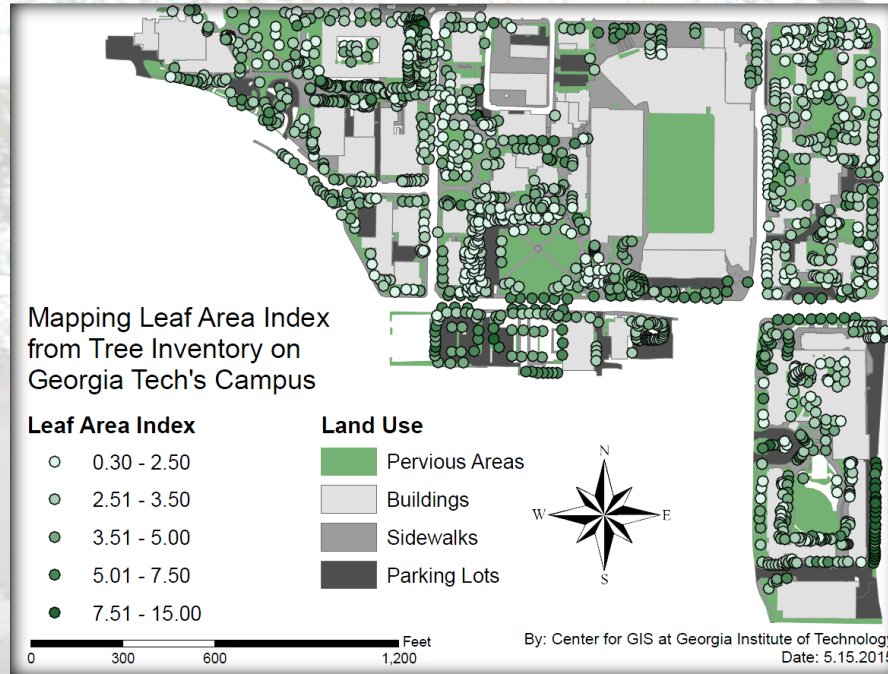 Mapping Leaf Area Index
from Tree Inventory on
Georgia Tech's Campus
Leaf Area Index
0.30 - 2.50
2.51 - 3.50
3.51 - 5.00
5.01 - 7.50
7.51 - 15.00
Land Use
Pervious Areas
Buildings
Sidewalks
Parking Lots
N
W E
S
Feet
0 300 600 1,200
By: Center for GIS at Georgia Institute of Technology
Date: 5.15.2015